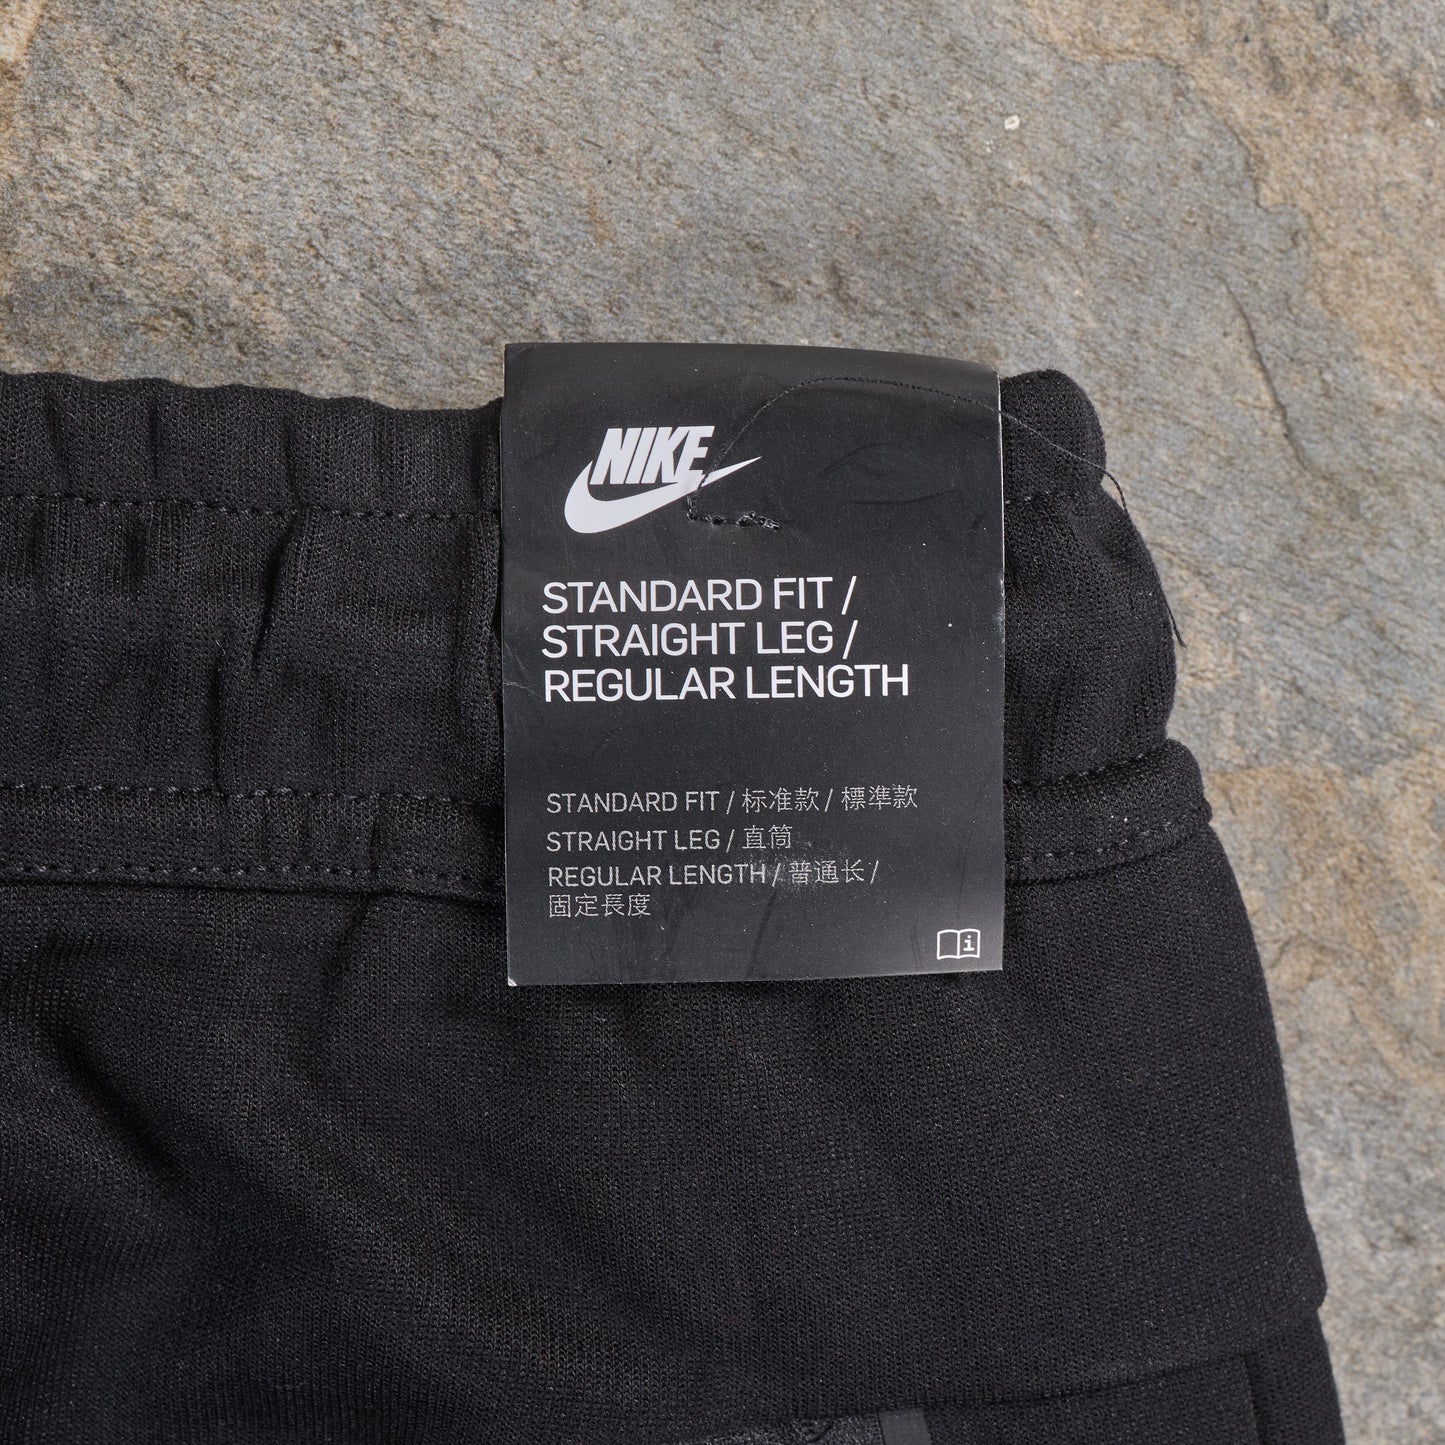 NIKE
STANDARD FIT /
STRAIGHT LEG /
REGULAR LENGTH
STANDARD FIT / 标准款 / 標準款
STRAIGHT LEG / 直筒
REGULAR LENGTH / 普通长 /
固定長度
i